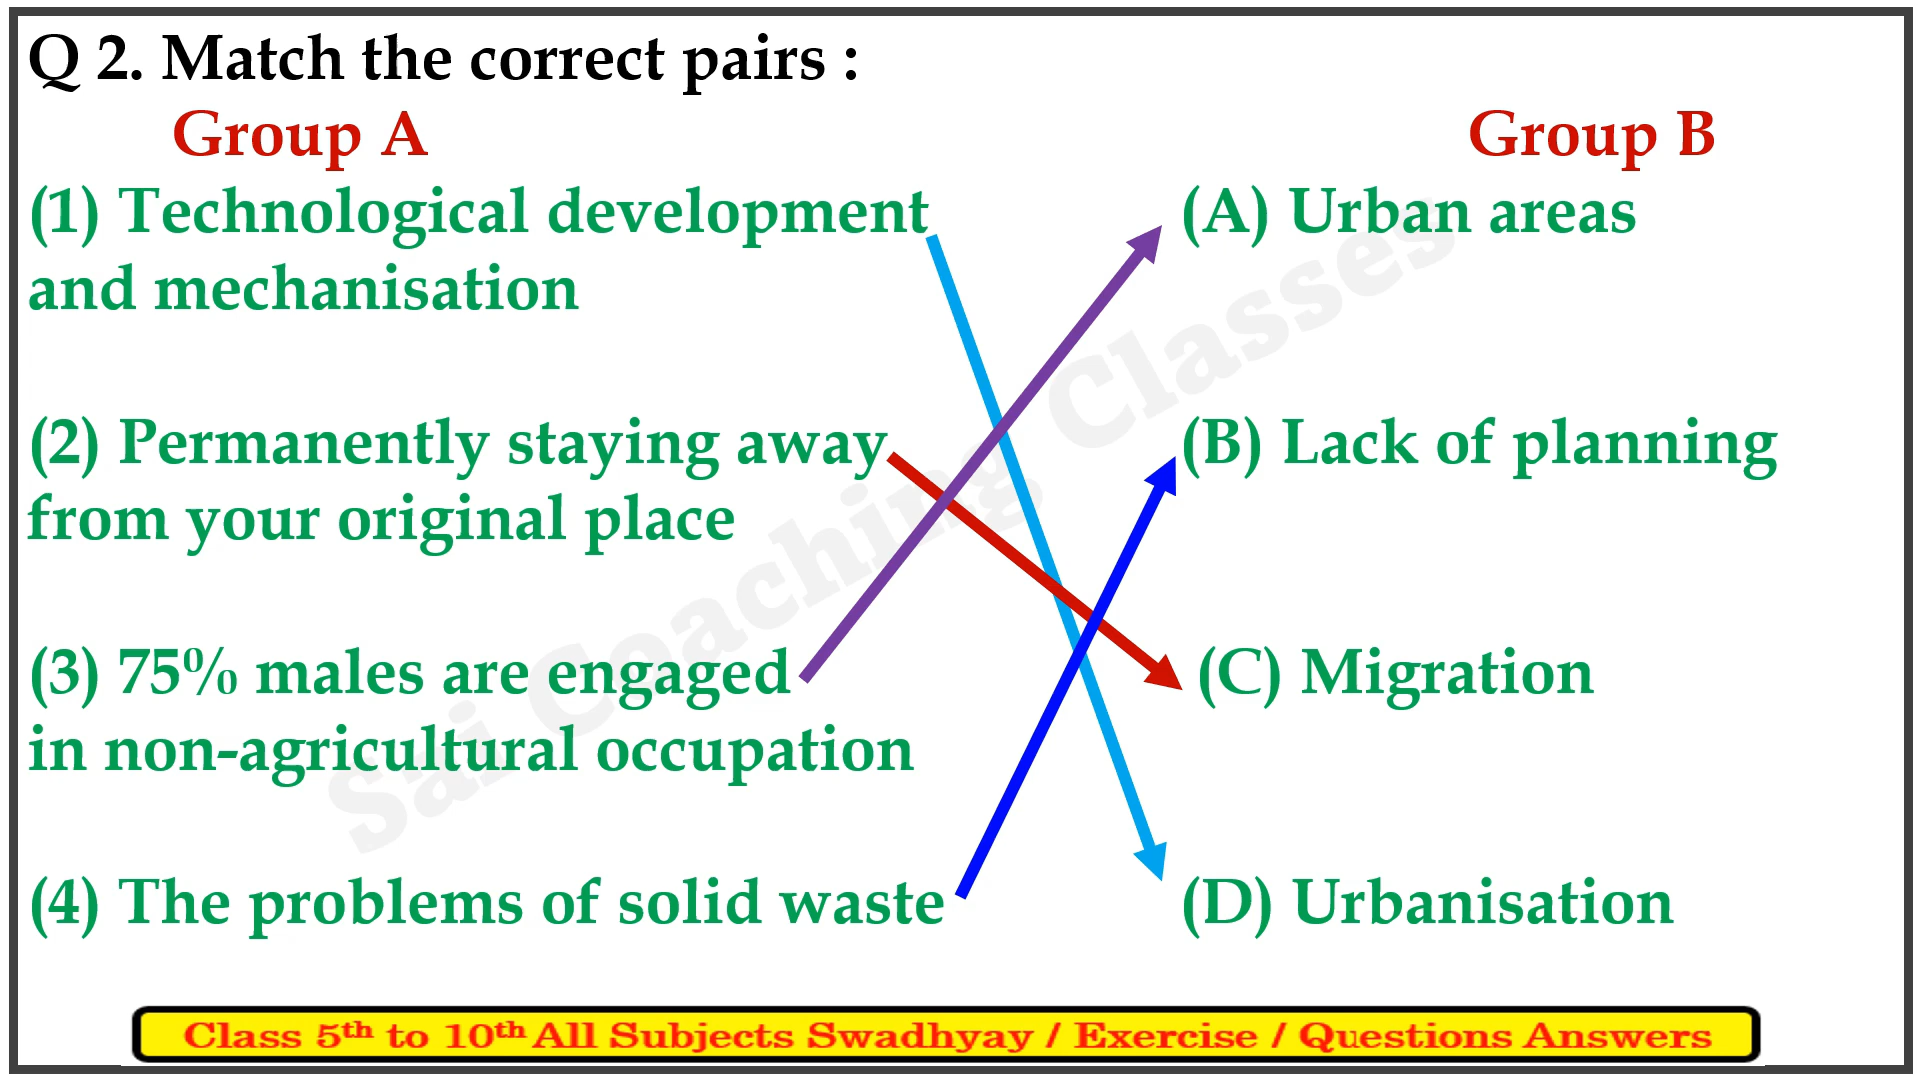 Q 2. Match the correct pairs :
Group A Group B
(1) Technological development (A) Urban areas
and mechanisation
(2) Permanently staying away (B) Lack of planning
from your original place
(3) 75% males are engaged (C) Migration
in non-agricultural occupation
(4) The problems of solid waste (D) Urbanisation
Sai Coaching Classes
Class 5th to 10th All Subjects Swadhyay / Exercise / Questions Answers